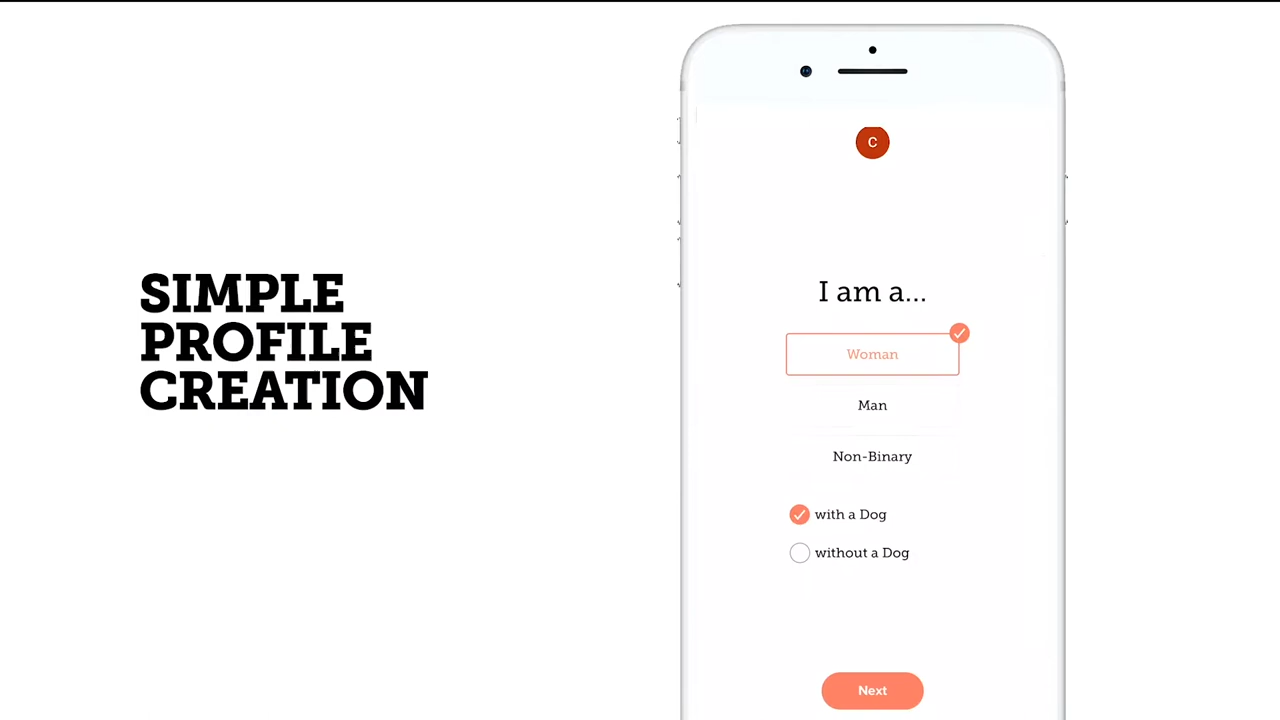 SIMPLE
PROFILE
CREATION
C
I am a...
Woman
Man
Non-Binary
with a Dog
without a Dog
Next